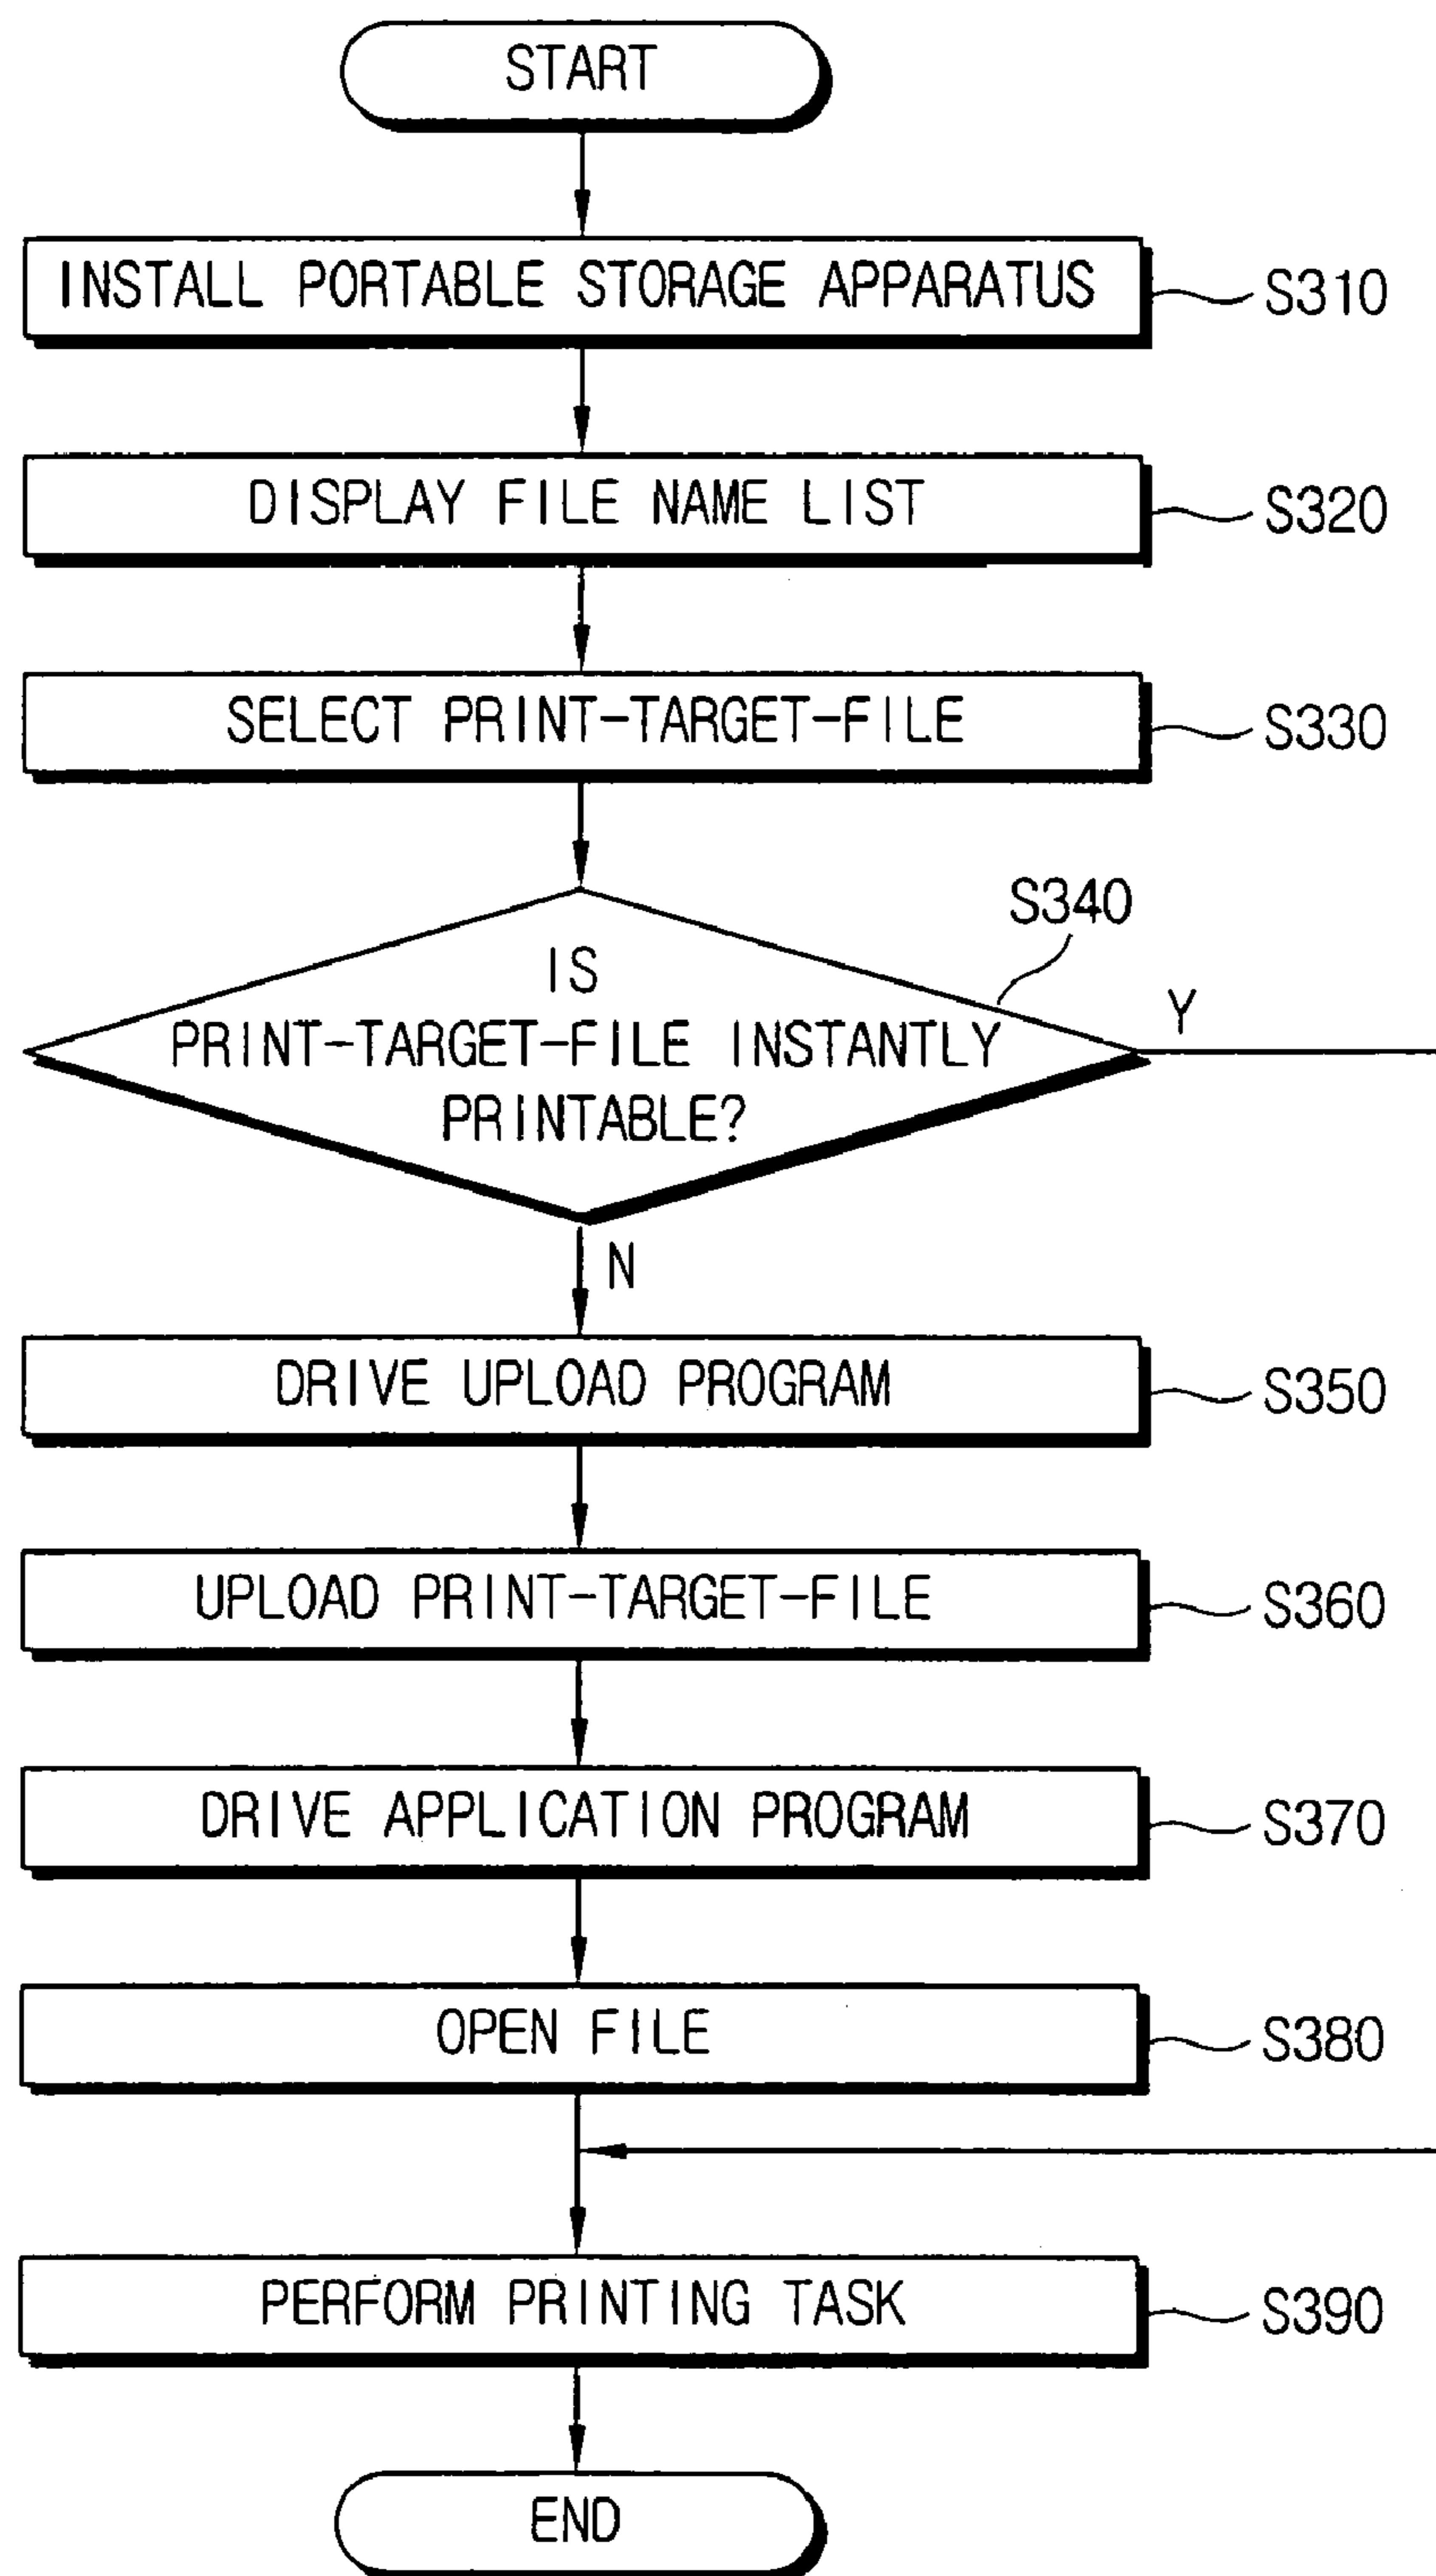 START
INSTALL PORTABLE STORAGE APPARATUS
S310
DISPLAY FILE NAME LIST
S320
SELECT PRINT-TARGET-FILE
S330
S340
IS
PRINT-TARGET-FILE INSTANTLY
PRINTABLE?
Y
N
DRIVE UPLOAD PROGRAM
S350
UPLOAD PRINT-TARGET-FILE
S360
DRIVE APPLICATION PROGRAM
S370
OPEN FILE
S380
PERFORM PRINTING TASK
S390
END